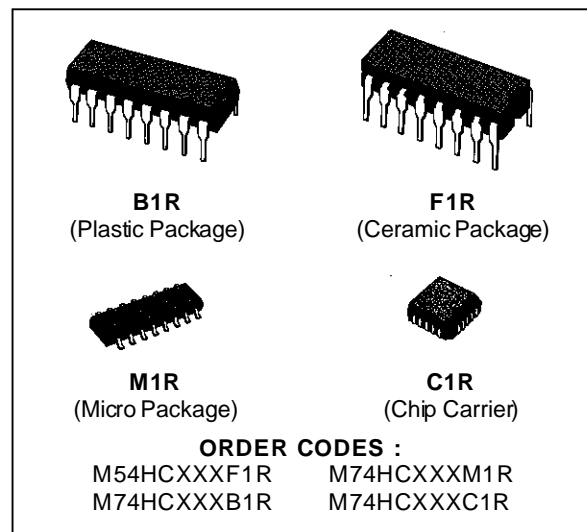 B1R
(Plastic Package)
F1R
(Ceramic Package)
M1R
(Micro Package)
C1R
(Chip Carrier)
ORDER CODES :
M54HCXXXF1R M74HCXXXM1R
M74HCXXXB1R M74HCXXXC1R